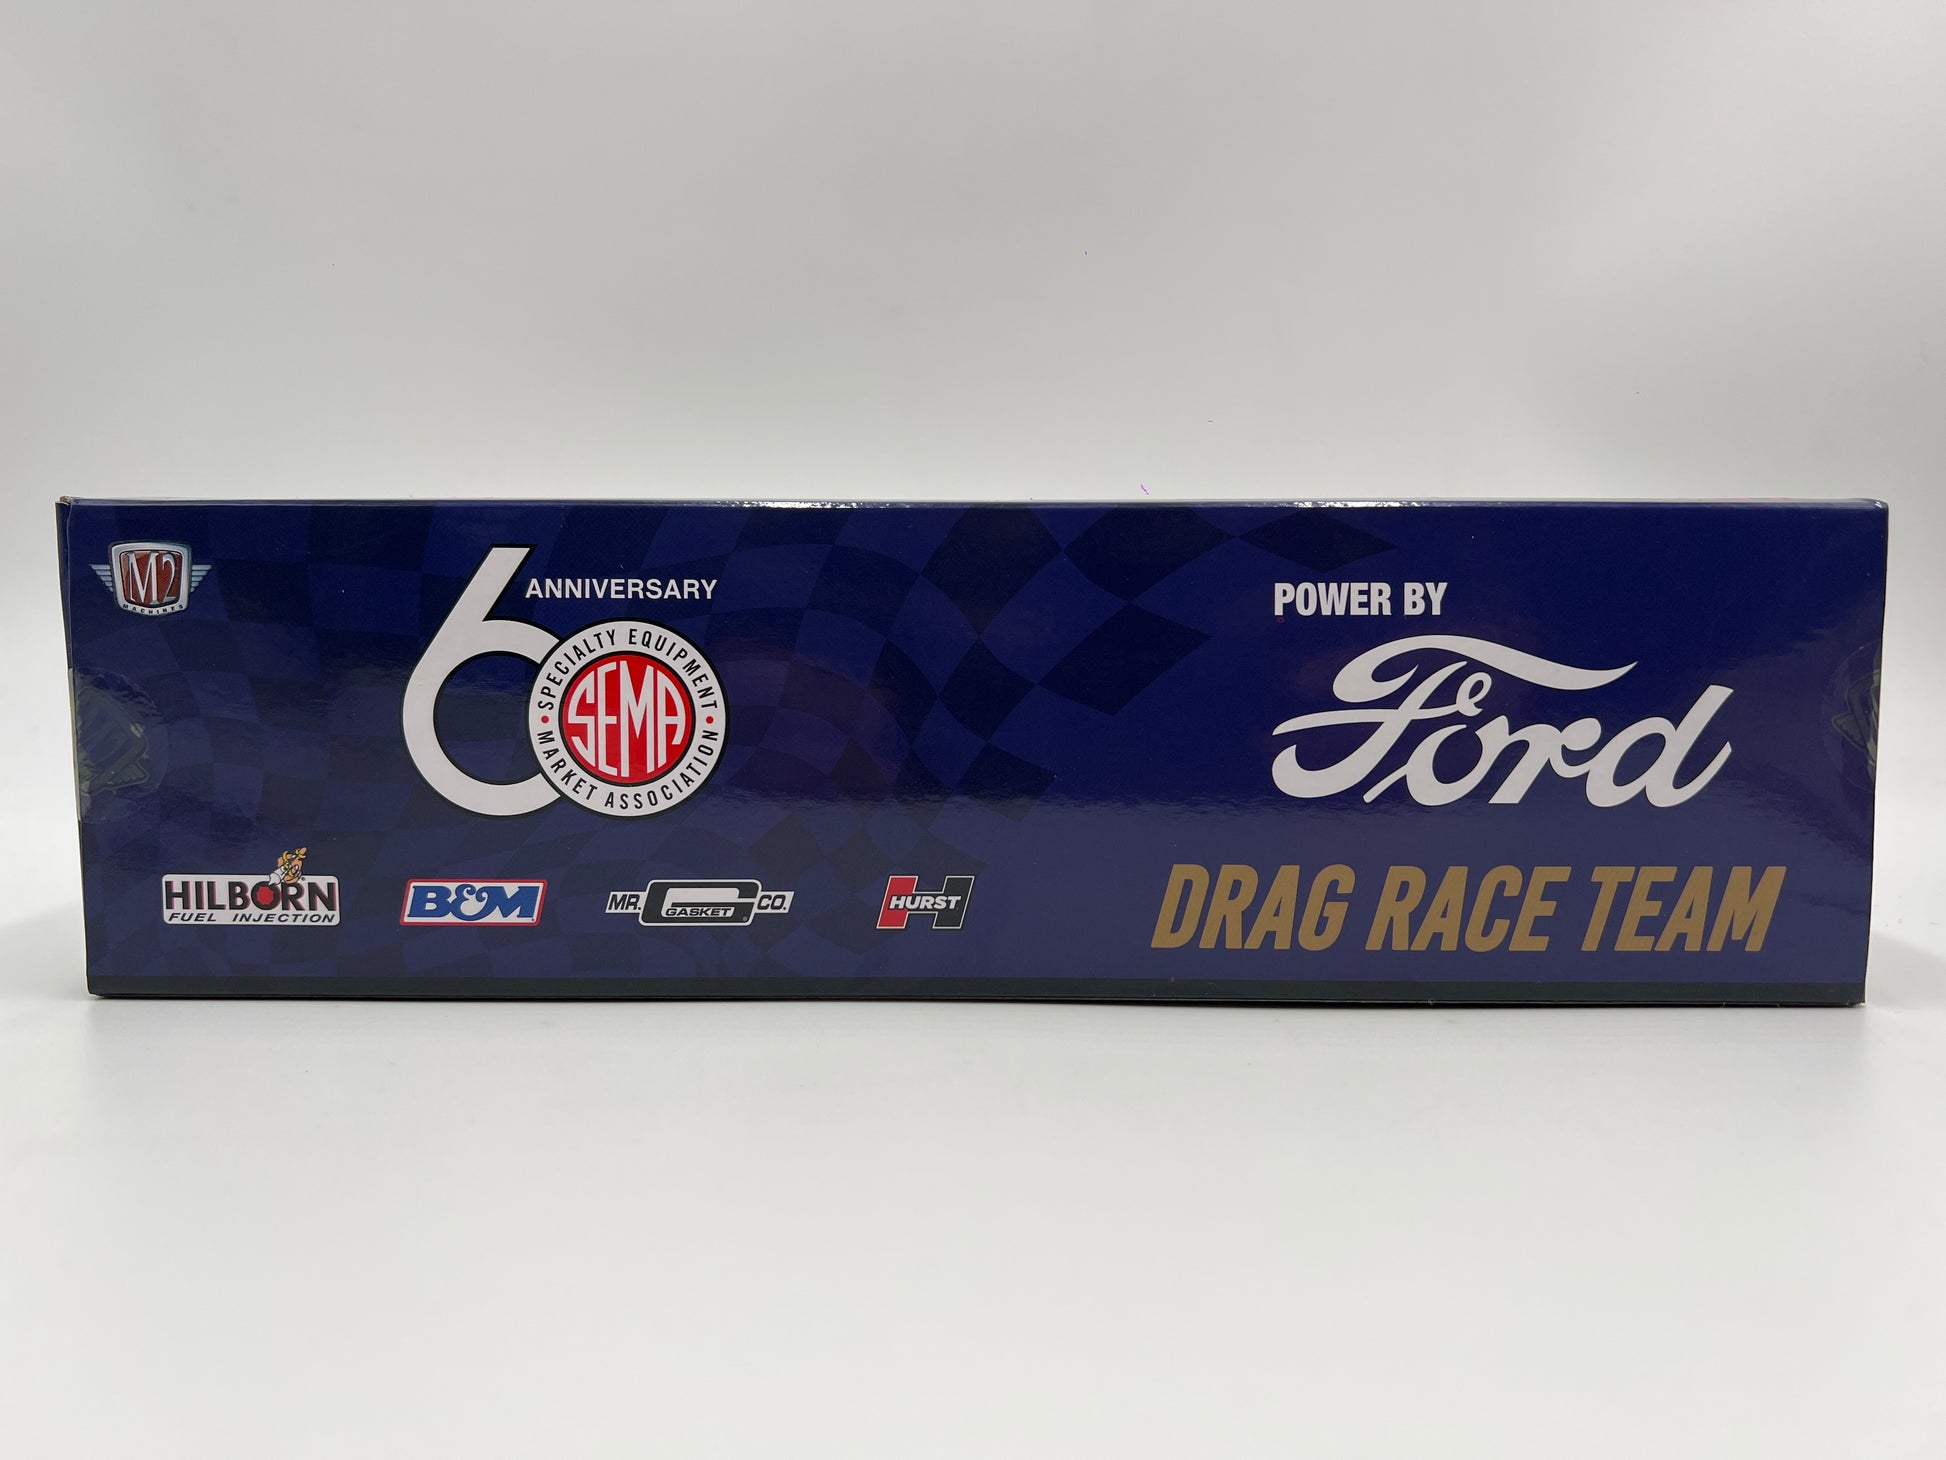 M2
MACHINES
60
ANNIVERSARY
SPECIALTY EQUIPMENT
SEMA
MARKET ASSOCIATION
HILBORN
FUEL INJECTION
B&M
MR. GASKET CO.
HURST
POWER BY
Ford
DRAG RACE TEAM